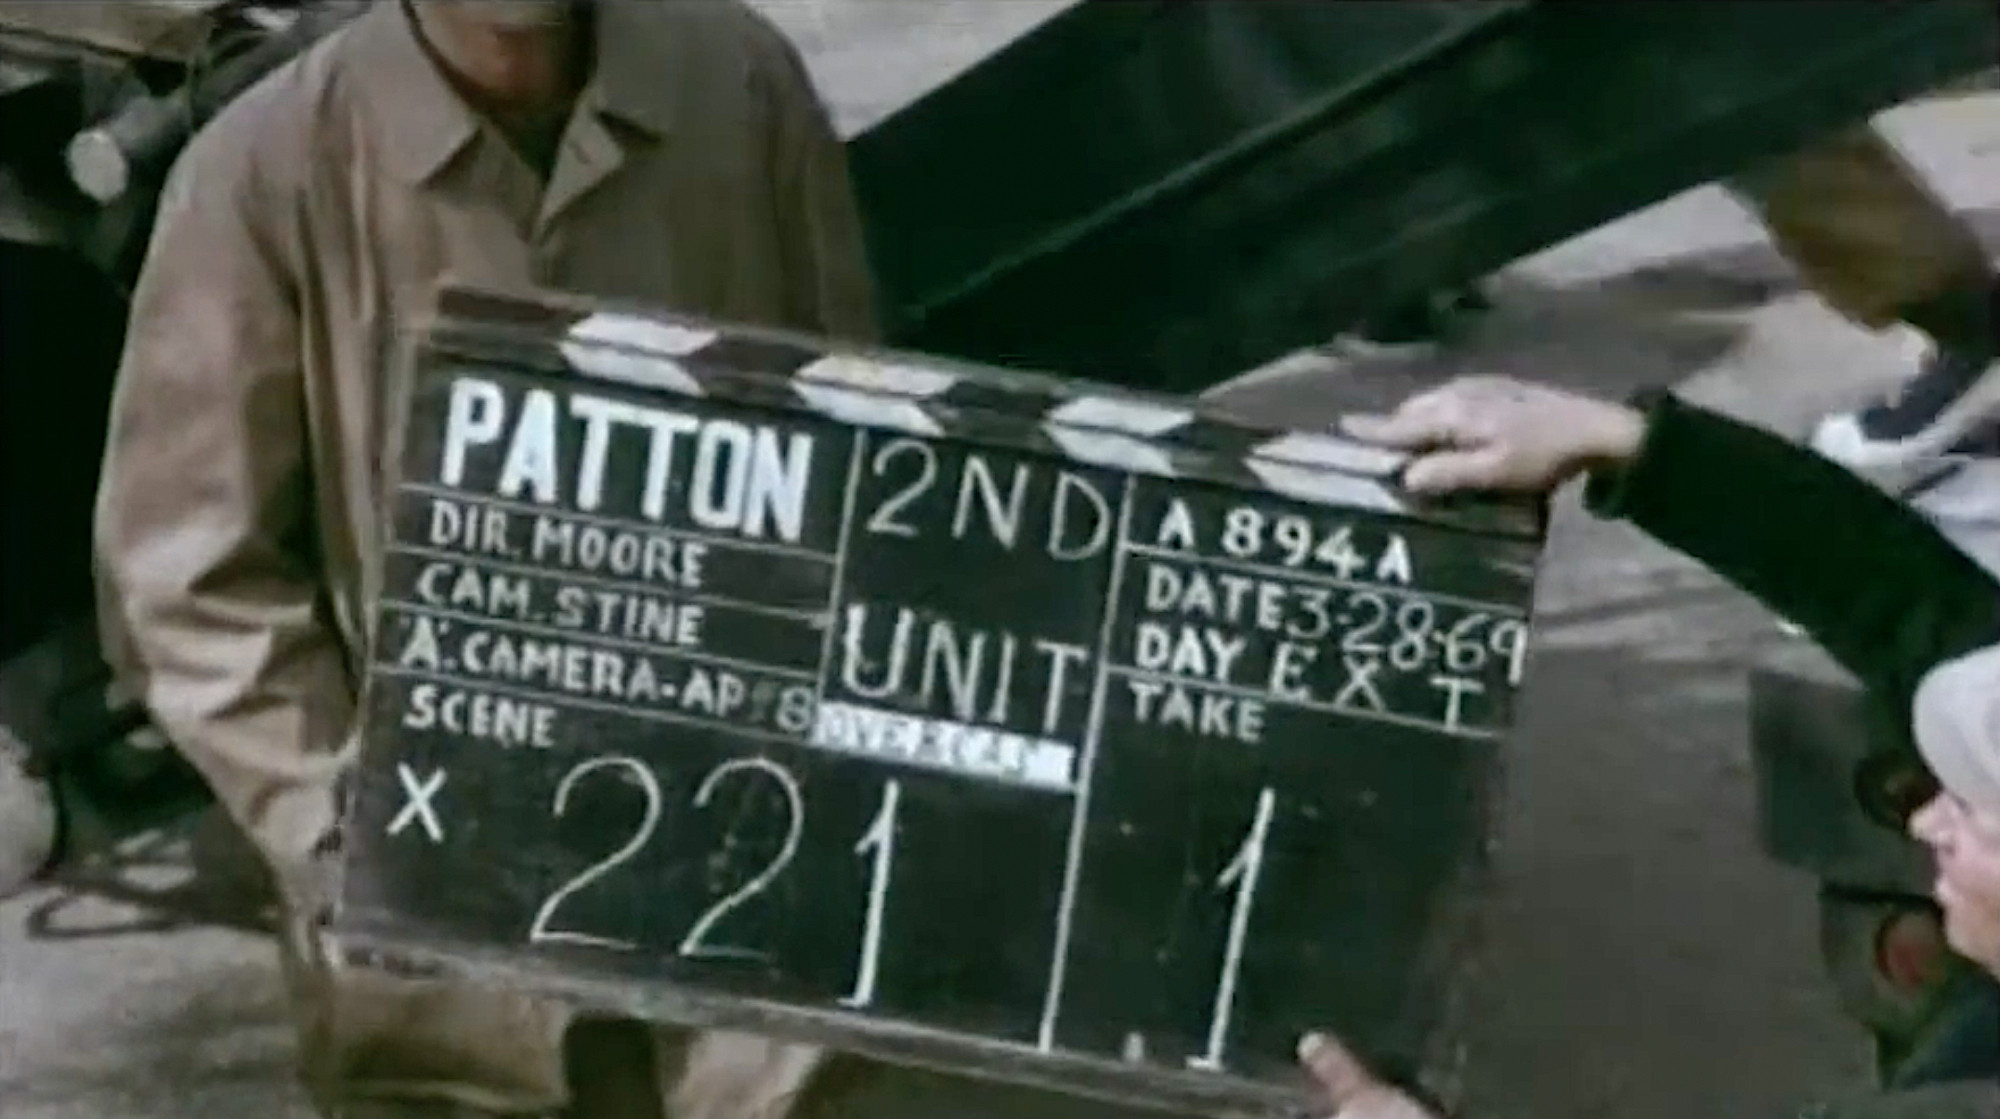 PATTON
2ND
UNIT
A 894 A
DIR. MOORE
CAM. STINE
'A'. CAMERA-AP 8
DATE 3-28-69
DAY EXT
SCENE
X 221
TAKE
1